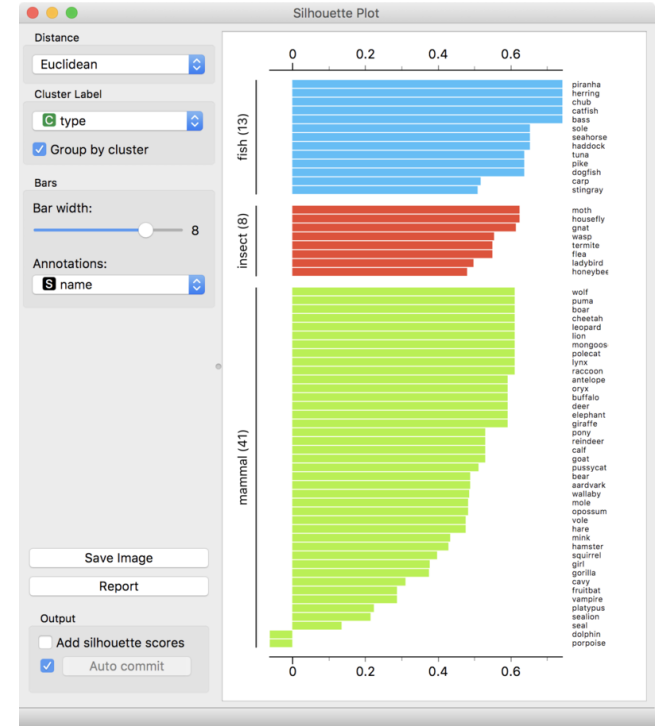 Silhouette Plot
Distance
Euclidean
Cluster Label
C type
Group by cluster
Bars
Bar width:
8
Annotations:
S name
Save Image
Report
Output
Add silhouette scores
Auto commit
0 0.2 0.4 0.6
fish (13)
piranha
herring
chub
catfish
bass
sole
seahorse
haddock
tuna
pike
dogfish
carp
stingray
insect (8)
moth
housefly
gnat
wasp
termite
flea
ladybird
honeybee
mammal (41)
wolf
puma
boar
cheetah
leopard
lion
mongoos
polecat
lynx
raccoon
antelope
oryx
buffalo
deer
elephant
giraffe
pony
reindeer
calf
goat
pussycat
bear
aardvark
wallaby
mole
opossum
vole
hare
mink
hamster
squirrel
girl
gorilla
cavy
fruitbat
vampire
platypus
sealion
seal
dolphin
porpoise
0 0.2 0.4 0.6